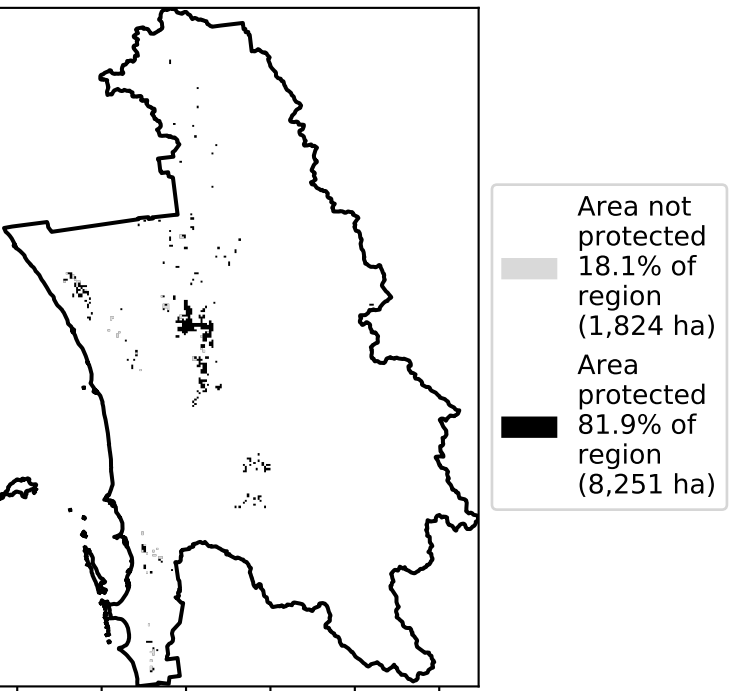 Area not
protected
18.1% of
region
(1,824 ha)
Area
protected
81.9% of
region
(8,251 ha)